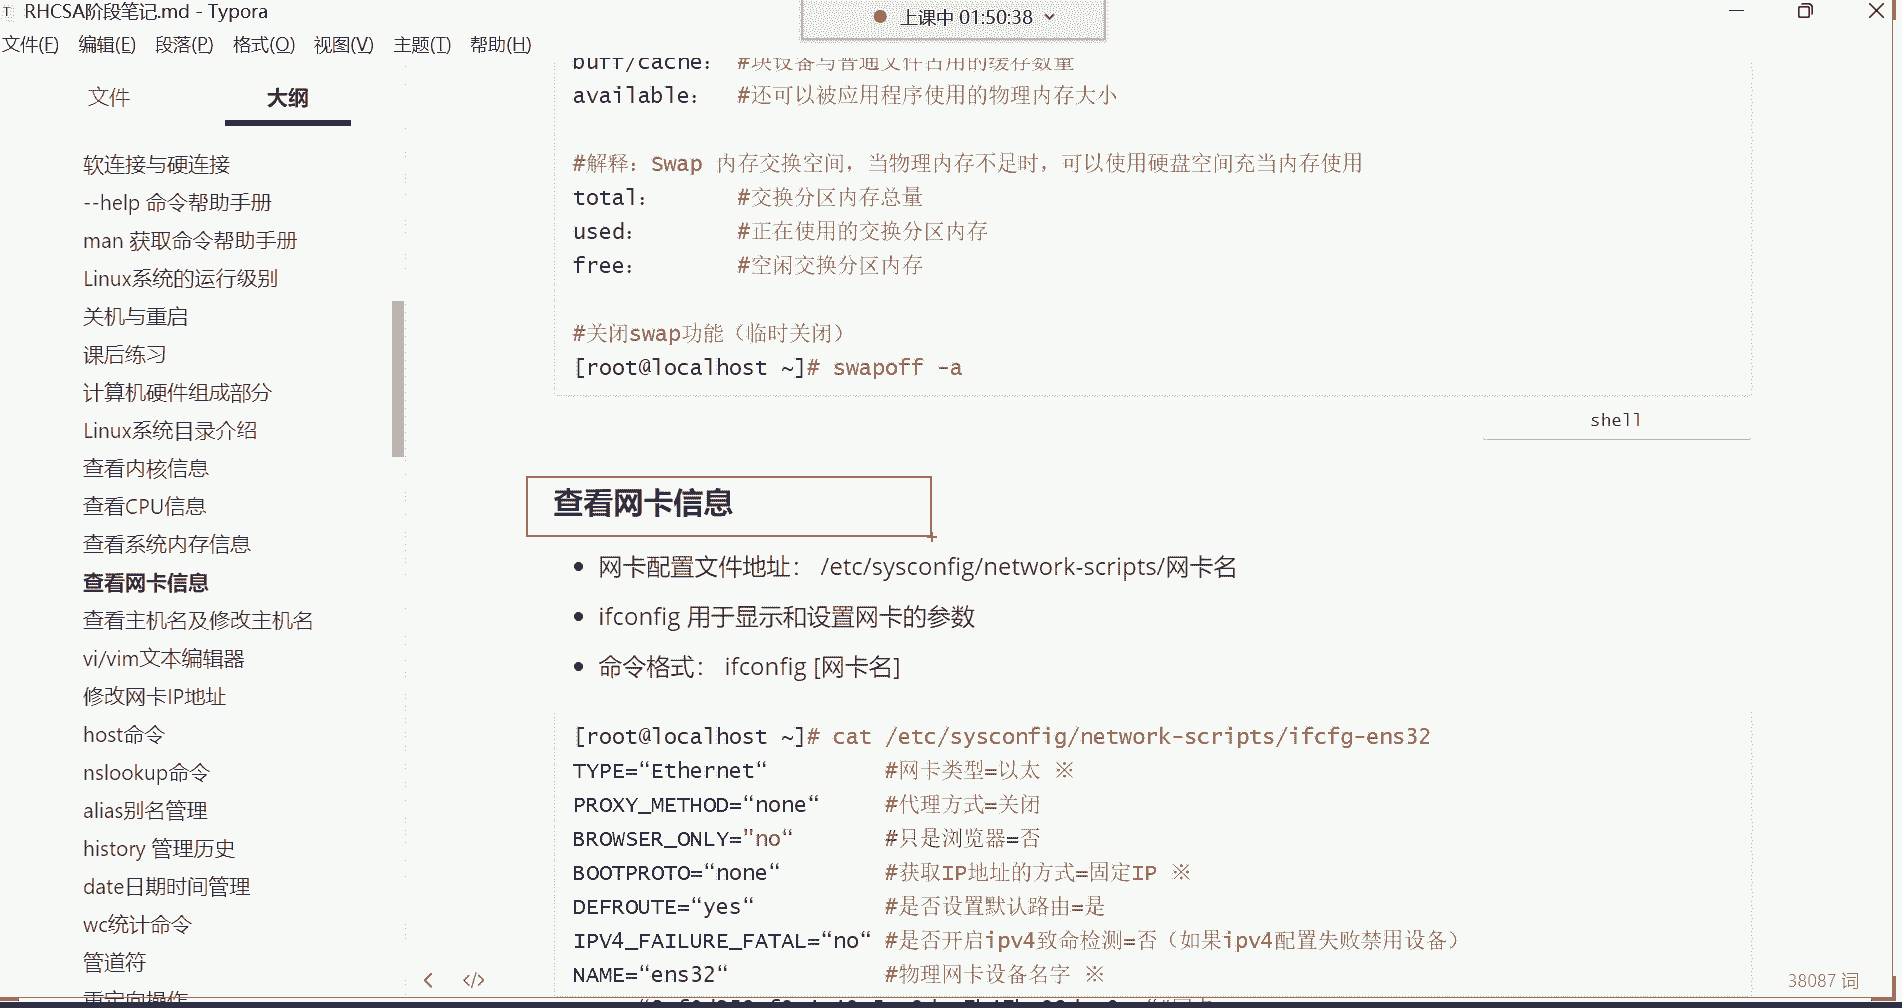 RHCSA阶段笔记.md - Typora
上课中 01:50:38
文件(F) 编辑(E) 段落(P) 格式(O) 视图(V) 主题(T) 帮助(H)
文件 大纲
软连接与硬连接
--help 命令帮助手册
man 获取命令帮助手册
Linux系统的运行级别
关机与重启
课后练习
计算机硬件组成部分
Linux系统目录介绍
查看内核信息
查看CPU信息
查看系统内存信息
查看网卡信息
查看主机名及修改主机名
vi/vim文本编辑器
修改网卡IP地址
host命令
nslookup命令
alias别名管理
history 管理历史
date日期时间管理
wc统计命令
管道符
重定向操作
buff/cache: #块设备与普通文件占用的缓存数量
available: #还可以被应用程序使用的物理内存大小
#解释：Swap 内存交换空间，当物理内存不足时，可以使用硬盘空间充当内存使用
total: #交换分区内存总量
used: #正在使用的交换分区内存
free: #空闲交换分区内存
#关闭swap功能（临时关闭）
[root@localhost ~]# swapoff -a
shell
查看网卡信息
• 网卡配置文件地址： /etc/sysconfig/network-scripts/网卡名
• ifconfig 用于显示和设置网卡的参数
• 命令格式： ifconfig [网卡名]
[root@localhost ~]# cat /etc/sysconfig/network-scripts/ifcfg-ens32
TYPE=“Ethernet“ #网卡类型=以太 ※
PROXY_METHOD=“none“ #代理方式=关闭
BROWSER_ONLY="no“ #只是浏览器=否
BOOTPROTO=“none“ #获取IP地址的方式=固定IP ※
DEFROUTE=“yes“ #是否设置默认路由=是
IPV4_FAILURE_FATAL=“no“ #是否开启ipv4致命检测=否（如果ipv4配置失败禁用设备）
NAME=“ens32“ #物理网卡设备名字 ※
38087 词